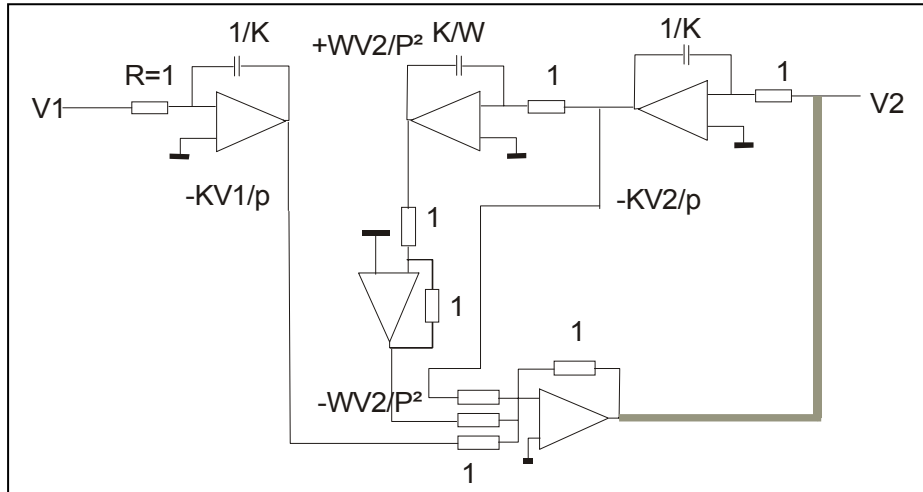 1/K
+WV2/P²
K/W
1/K
R=1
1
1
V1
V2
-KV1/p
-KV2/p
1
1
1
-WV2/P²
1